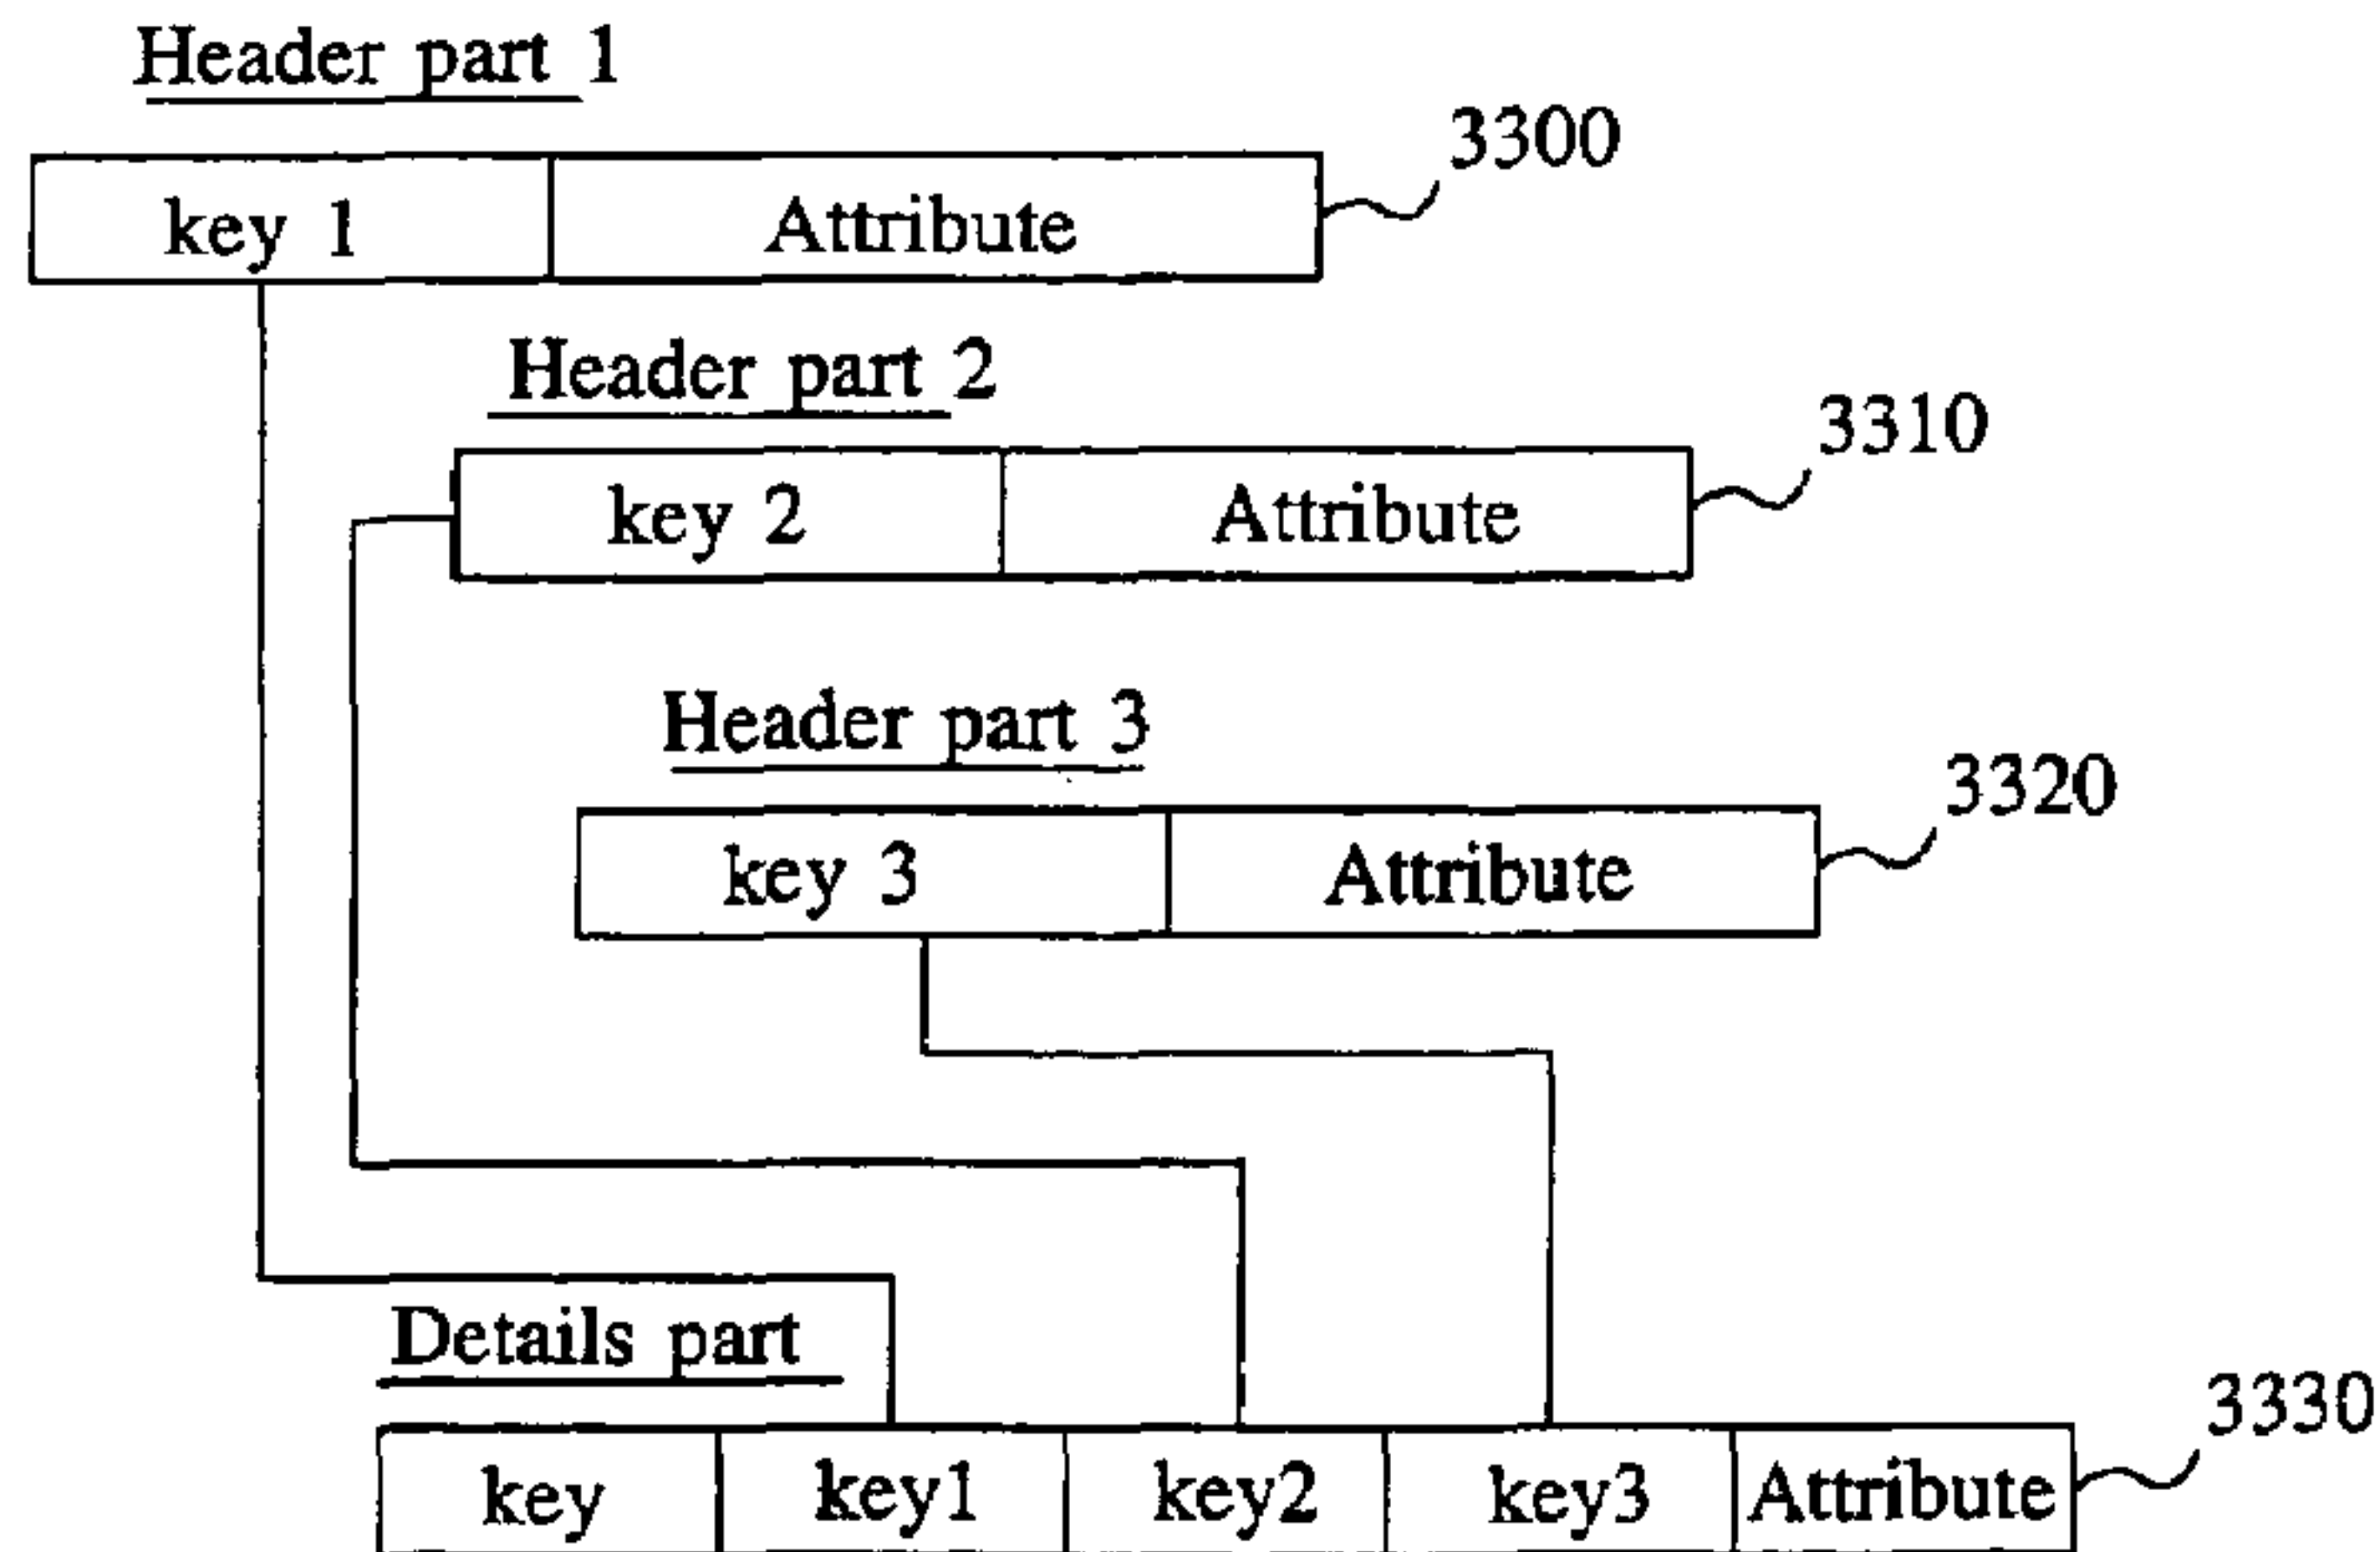 Header part 1
3300
key 1 Attribute
Header part 2
3310
key 2 Attribute
Header part 3
3320
key 3 Attribute
Details part
3330
key key1 key2 key3 Attribute